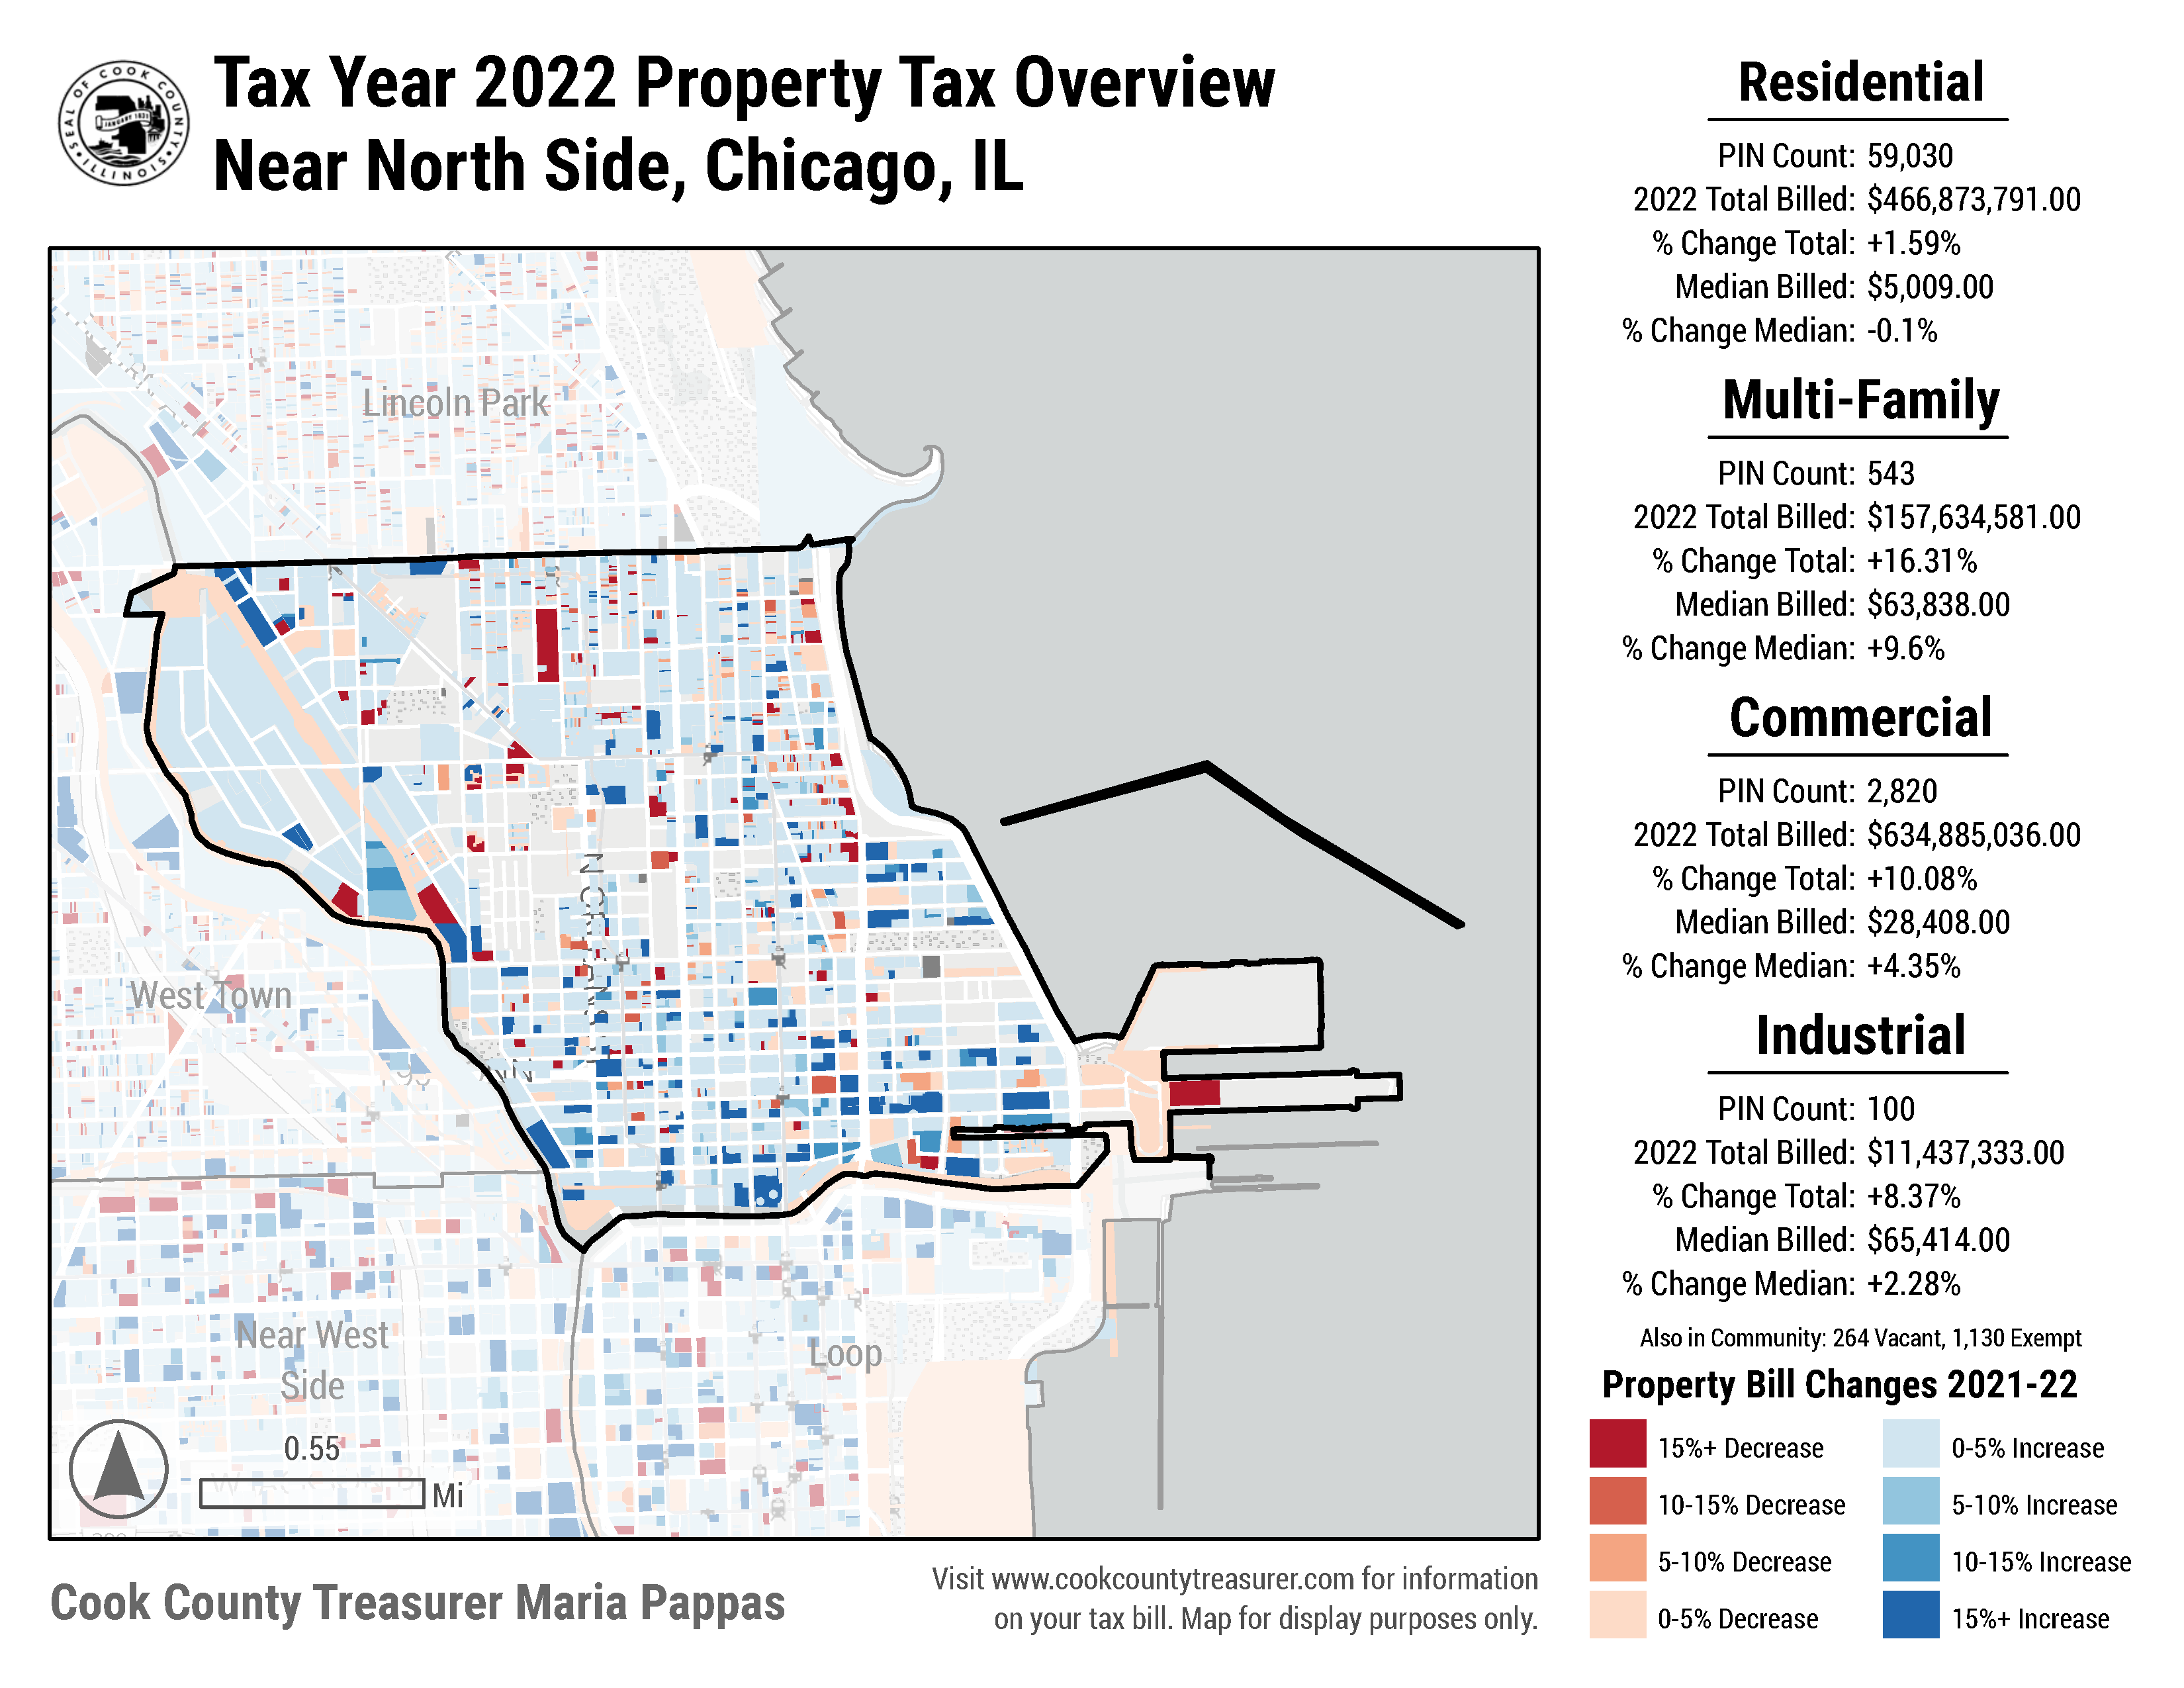 SEAL OF COOK COUNTY
ILLINOIS
JANUARY 1831
Tax Year 2022 Property Tax Overview
Near North Side, Chicago, IL
Lincoln Park
West Town
Near West
Side
Loop
0.55
Mi
Cook County Treasurer Maria Pappas
Visit www.cookcountytreasurer.com for information
on your tax bill. Map for display purposes only.
Residential
PIN Count: 59,030
2022 Total Billed: $466,873,791.00
% Change Total: +1.59%
Median Billed: $5,009.00
% Change Median: -0.1%
Multi-Family
PIN Count: 543
2022 Total Billed: $157,634,581.00
% Change Total: +16.31%
Median Billed: $63,838.00
% Change Median: +9.6%
Commercial
PIN Count: 2,820
2022 Total Billed: $634,885,036.00
% Change Total: +10.08%
Median Billed: $28,408.00
% Change Median: +4.35%
Industrial
PIN Count: 100
2022 Total Billed: $11,437,333.00
% Change Total: +8.37%
Median Billed: $65,414.00
% Change Median: +2.28%
Also in Community: 264 Vacant, 1,130 Exempt
Property Bill Changes 2021-22
15%+ Decrease
10-15% Decrease
5-10% Decrease
0-5% Decrease
0-5% Increase
5-10% Increase
10-15% Increase
15%+ Increase